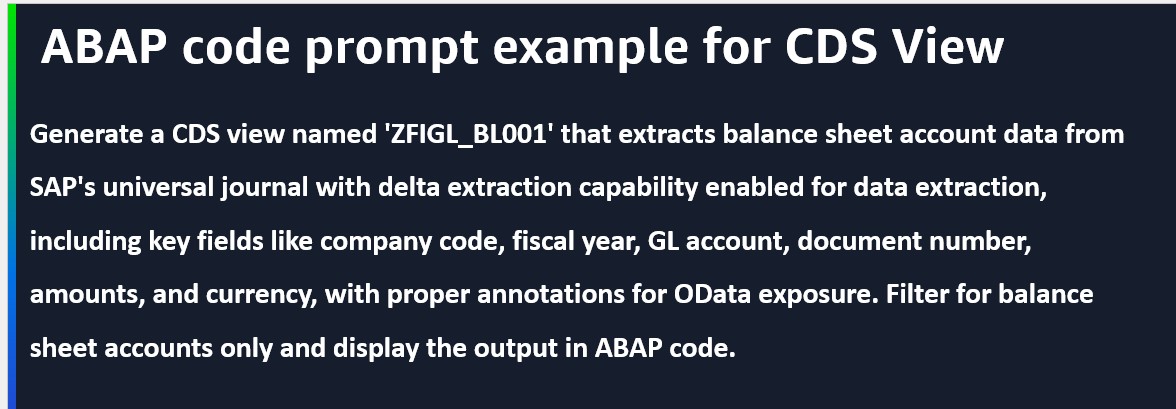 ABAP code prompt example for CDS View
Generate a CDS view named 'ZFIGL_BL001' that extracts balance sheet account data from
SAP's universal journal with delta extraction capability enabled for data extraction,
including key fields like company code, fiscal year, GL account, document number,
amounts, and currency, with proper annotations for OData exposure. Filter for balance
sheet accounts only and display the output in ABAP code.